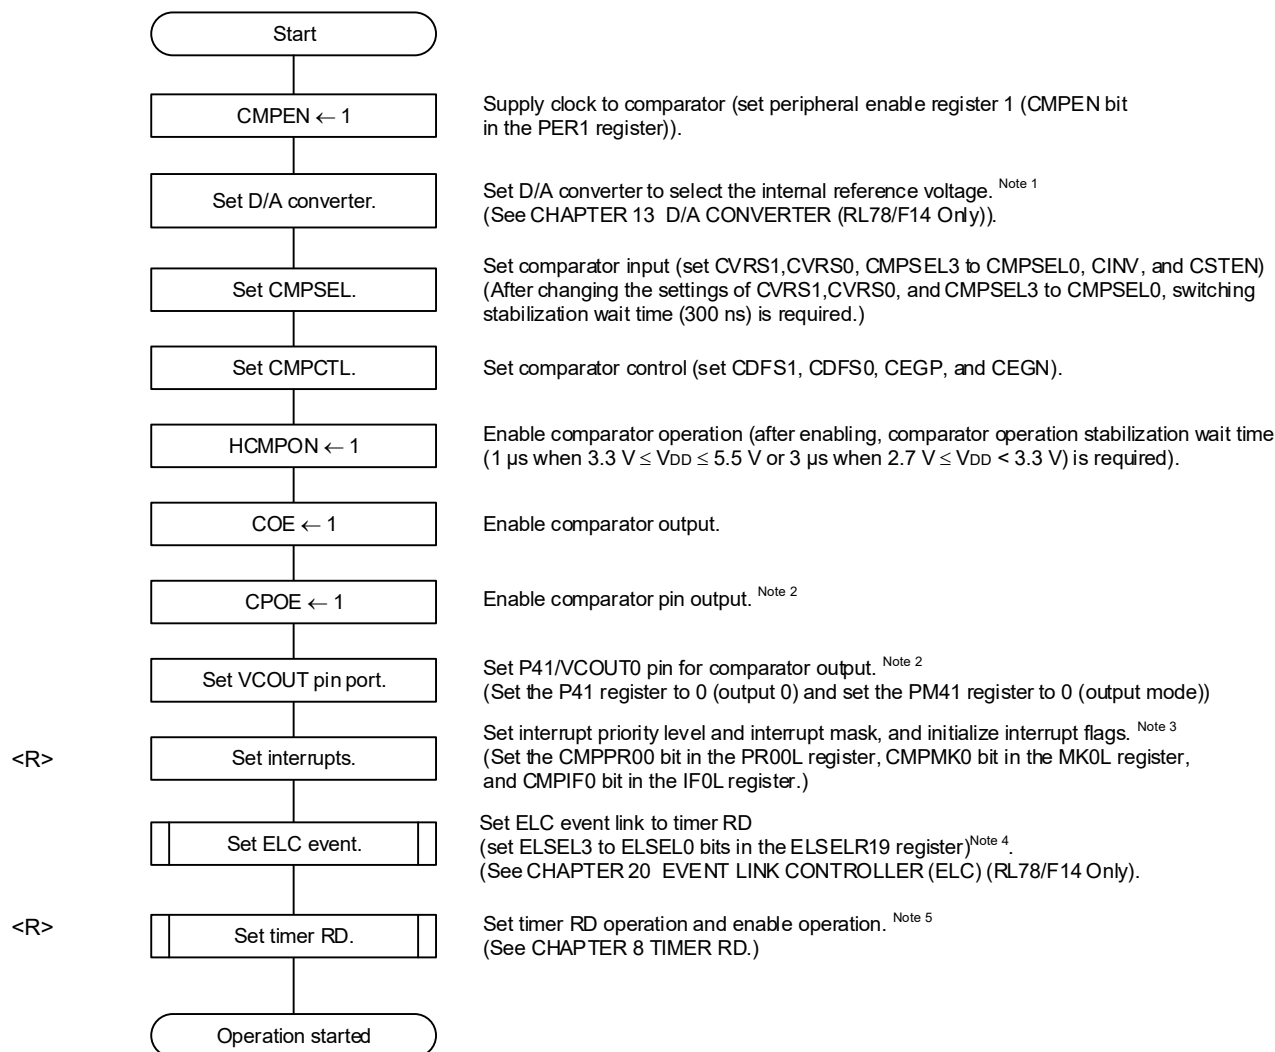 Start
CMPEN ← 1
Supply clock to comparator (set peripheral enable register 1 (CMPEN bit
in the PER1 register)).
Set D/A converter.
Set D/A converter to select the internal reference voltage. Note 1
(See CHAPTER 13 D/A CONVERTER (RL78/F14 Only)).
Set CMPSEL.
Set comparator input (set CVRS1,CVRS0, CMPSEL3 to CMPSEL0, CINV, and CSTEN)
(After changing the settings of CVRS1,CVRS0, and CMPSEL3 to CMPSEL0, switching
stabilization wait time (300 ns) is required.)
Set CMPCTL.
Set comparator control (set CDFS1, CDFS0, CEGP, and CEGN).
HCMPON ← 1
Enable comparator operation (after enabling, comparator operation stabilization wait time
(1 μs when 3.3 V ≤ VDD ≤ 5.5 V or 3 μs when 2.7 V ≤ VDD < 3.3 V) is required).
COE ← 1
Enable comparator output.
CPOE ← 1
Enable comparator pin output. Note 2
Set VCOUT pin port.
Set P41/VCOUT0 pin for comparator output. Note 2
(Set the P41 register to 0 (output 0) and set the PM41 register to 0 (output mode))
<R>
Set interrupts.
Set interrupt priority level and interrupt mask, and initialize interrupt flags. Note 3
(Set the CMPPR00 bit in the PR00L register, CMPMK0 bit in the MK0L register,
and CMPIF0 bit in the IF0L register.)
Set ELC event.
Set ELC event link to timer RD
(set ELSEL3 to ELSEL0 bits in the ELSELR19 register)Note 4.
(See CHAPTER 20 EVENT LINK CONTROLLER (ELC) (RL78/F14 Only).
<R>
Set timer RD.
Set timer RD operation and enable operation. Note 5
(See CHAPTER 8 TIMER RD.)
Operation started